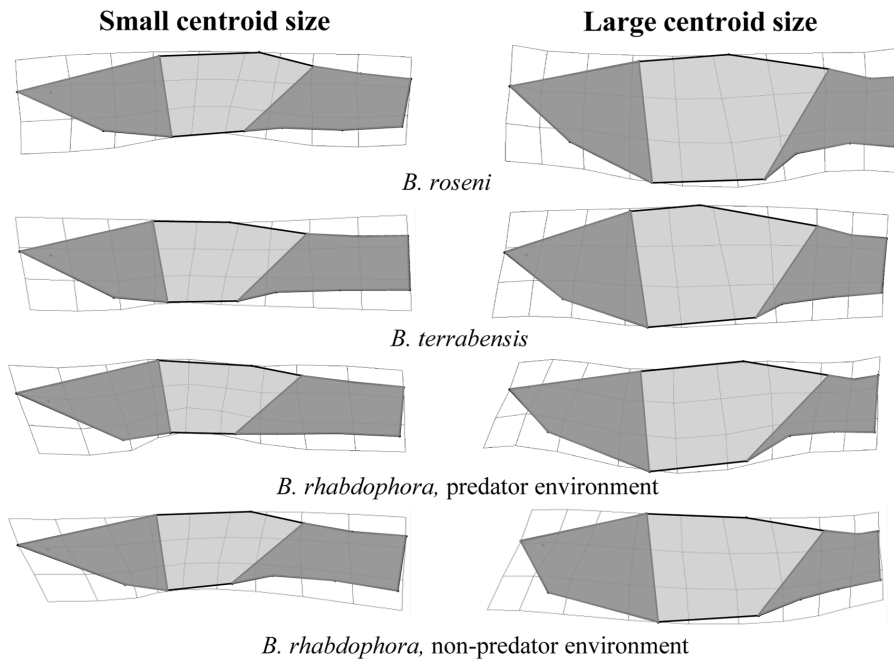 Small centroid size
Large centroid size
B. roseni
B. terrabensis
B. rhabdophora, predator environment
B. rhabdophora, non-predator environment